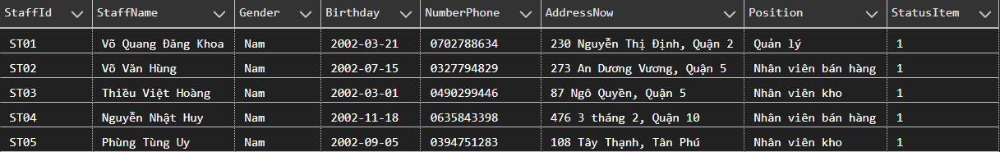 StaffId StaffName Gender Birthday NumberPhone AddressNow Position StatusItem
ST01 Võ Quang Đăng Khoa Nam 2002-03-21 0702788634 230 Nguyễn Thị Định, Quận 2 Quản lý 1
ST02 Võ Văn Hùng Nam 2002-07-15 0327794829 273 An Dương Vương, Quận 5 Nhân viên bán hàng 1
ST03 Thiều Việt Hoàng Nam 2002-03-01 0490299446 87 Ngô Quyền, Quận 5 Nhân viên kho 1
ST04 Nguyễn Nhật Huy Nam 2002-11-18 0635843398 476 3 tháng 2, Quận 10 Nhân viên bán hàng 1
ST05 Phùng Tùng Uy Nam 2002-09-05 0394751283 108 Tây Thạnh, Tân Phú Nhân viên kho 1